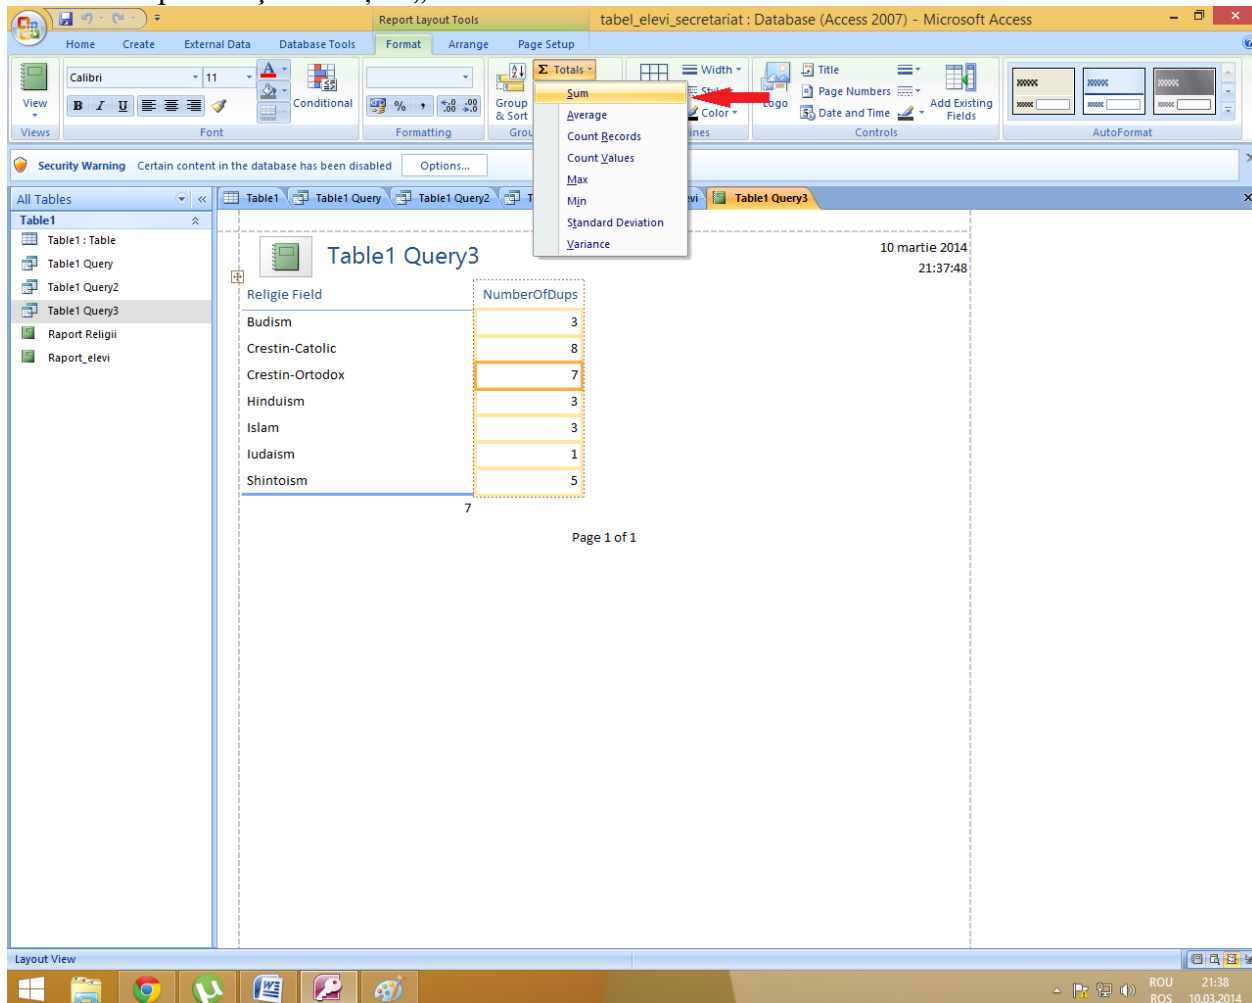 Report Layout Tools
tabel_elevi_secretariat : Database (Access 2007) - Microsoft Access
Home Create External Data Database Tools Format Arrange Page Setup
Calibri 11 Σ Totals Width Title
Page Numbers
View B I U Conditional % , Group Color Logo Date and Time Add Existing
& Sort Fields
Views Font Formatting Controls AutoFormat
Sum
Average
Count Records
Count Values
Max
Min
Standard Deviation
Variance
Security Warning Certain content in the database has been disabled Options...
All Tables
Table1 Table1 Query Table1 Query2 Table1 Query3
Table1
Table1 : Table
Table1 Query
Table1 Query2
Table1 Query3
Raport Religii
Raport_elevi
Table1 Query3
10 martie 2014
21:37:48
Religie Field NumberOfDups
Budism 3
Crestin-Catolic 8
Crestin-Ortodox 7
Hinduism 3
Islam 3
Iudaism 1
Shintoism 5
7
Page 1 of 1
Layout View
ROU 21:38
ROS 10.03.2014